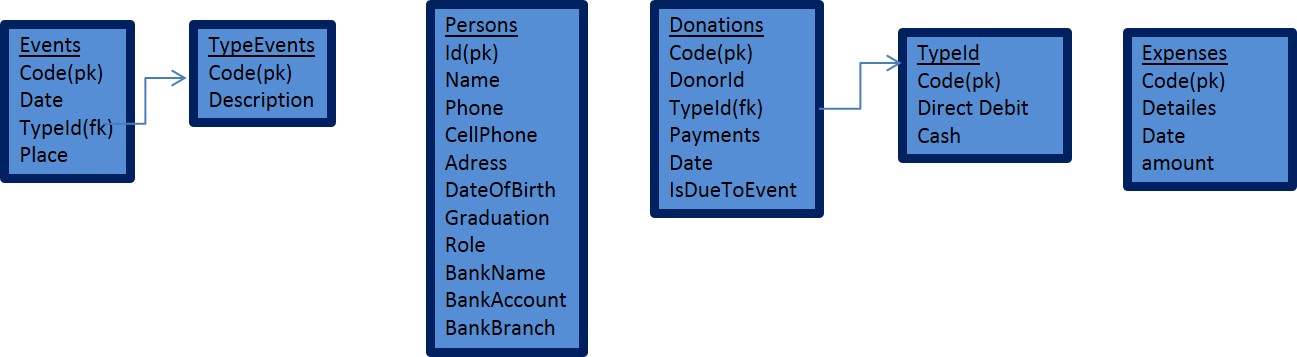 Events
Code(pk)
Date
TypeId(fk)
Place
TypeEvents
Code(pk)
Description
Persons
Id(pk)
Name
Phone
CellPhone
Adress
DateOfBirth
Graduation
Role
BankName
BankAccount
BankBranch
Donations
Code(pk)
DonorId
TypeId(fk)
Payments
Date
IsDueToEvent
TypeId
Code(pk)
Direct Debit
Cash
Expenses
Code(pk)
Detailes
Date
amount